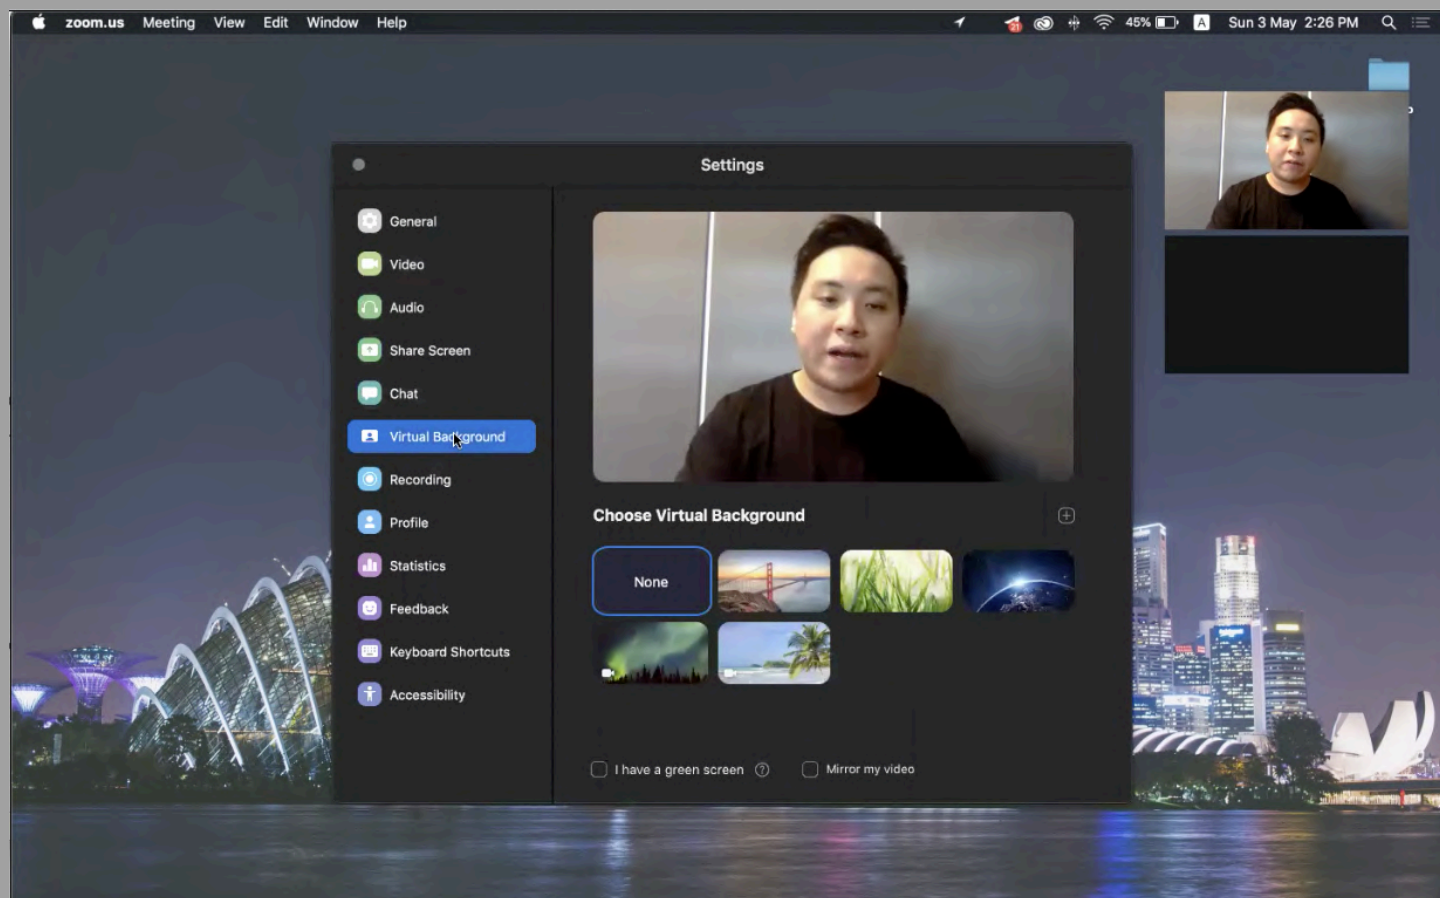 zoom.us Meeting View Edit Window Help 21 45% A Sun 3 May 2:26 PM
Settings
General
Video
Audio
Share Screen
Chat
Virtual Background
Recording
Profile
Statistics
Feedback
Keyboard Shortcuts
Accessibility
Choose Virtual Background
None
I have a green screen ? Mirror my video